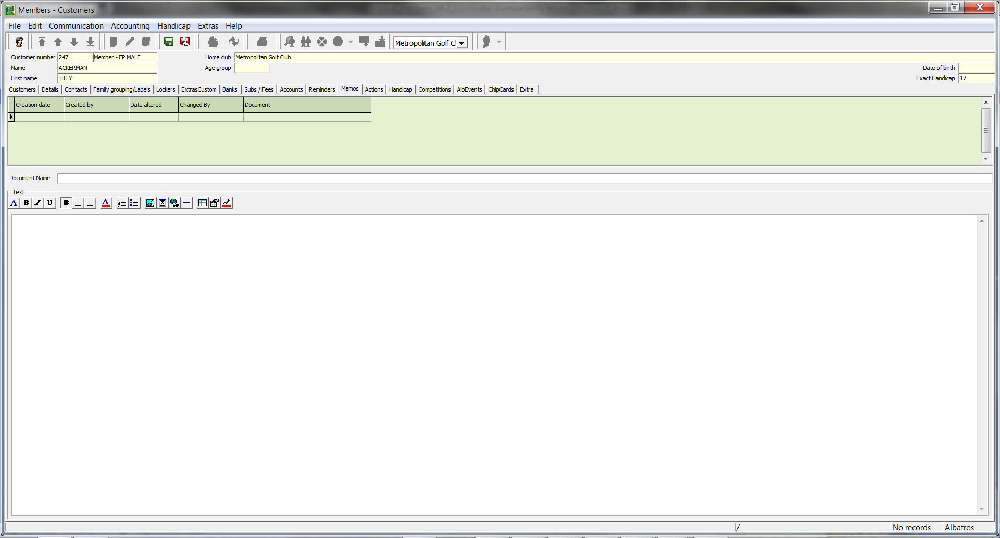 Members - Customers
File Edit Communication Accounting Handicap Extras Help
Metropolitan Golf Cl
Customer number 247 Member - FP MALE Home club Metropolitan Golf Club
Name ACKERMAN Age group Date of birth
First name BILLY Exact Handicap 17
Customers Details Contacts Family grouping/Labels Lockers ExtrasCustom Banks Subs / Fees Accounts Reminders Memos Actions Handicap Competitions AlbEvents ChipCards Extra
Creation date Created by Date altered Changed By Document
Document Name
Text
A B I U A
/ No records Albatros